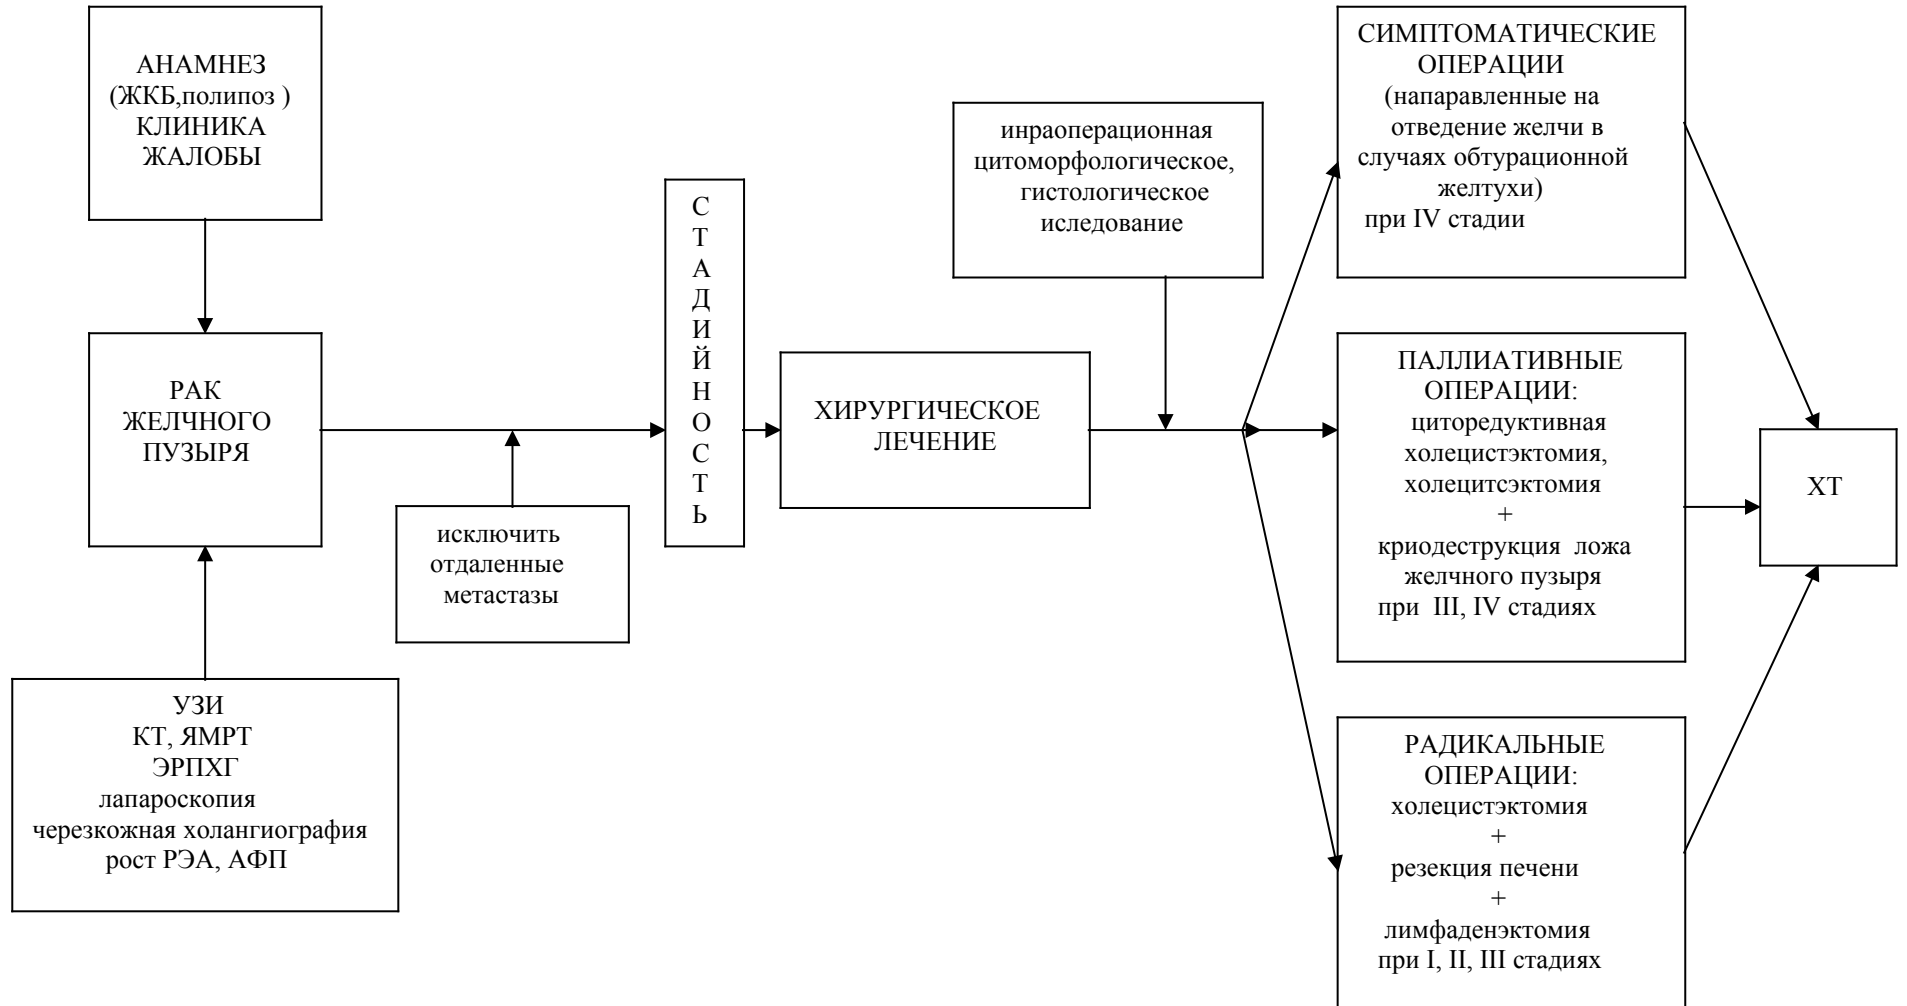 АНАМНЕЗ
(ЖКБ,полипоз )
КЛИНИКА
ЖАЛОБЫ
РАК
ЖЕЛЧНОГО
ПУЗЫРЯ
УЗИ
КТ, ЯМРТ
ЭРПХГ
лапароскопия
черезкожная холангиография
рост РЭА, АФП
исключить
отдаленные
метастазы
С
Т
А
Д
И
Й
Н
О
С
Т
Ь
ХИРУРГИЧЕСКОЕ
ЛЕЧЕНИЕ
инраоперационная
цитоморфологическое,
гистологическое
иследование
СИМПТОМАТИЧЕСКИЕ
ОПЕРАЦИИ
(напаравленные на
отведение желчи в
случаях обтурационной
желтухи)
при IV стадии
ПАЛЛИАТИВНЫЕ
ОПЕРАЦИИ:
циторедуктивная
холецистэктомия,
холецитсэктомия
+
криодеструкция ложа
желчного пузыря
при III, IV стадиях
РАДИКАЛЬНЫЕ
ОПЕРАЦИИ:
холецистэктомия
+
резекция печени
+
лимфаденэктомия
при I, II, III стадиях
ХТ